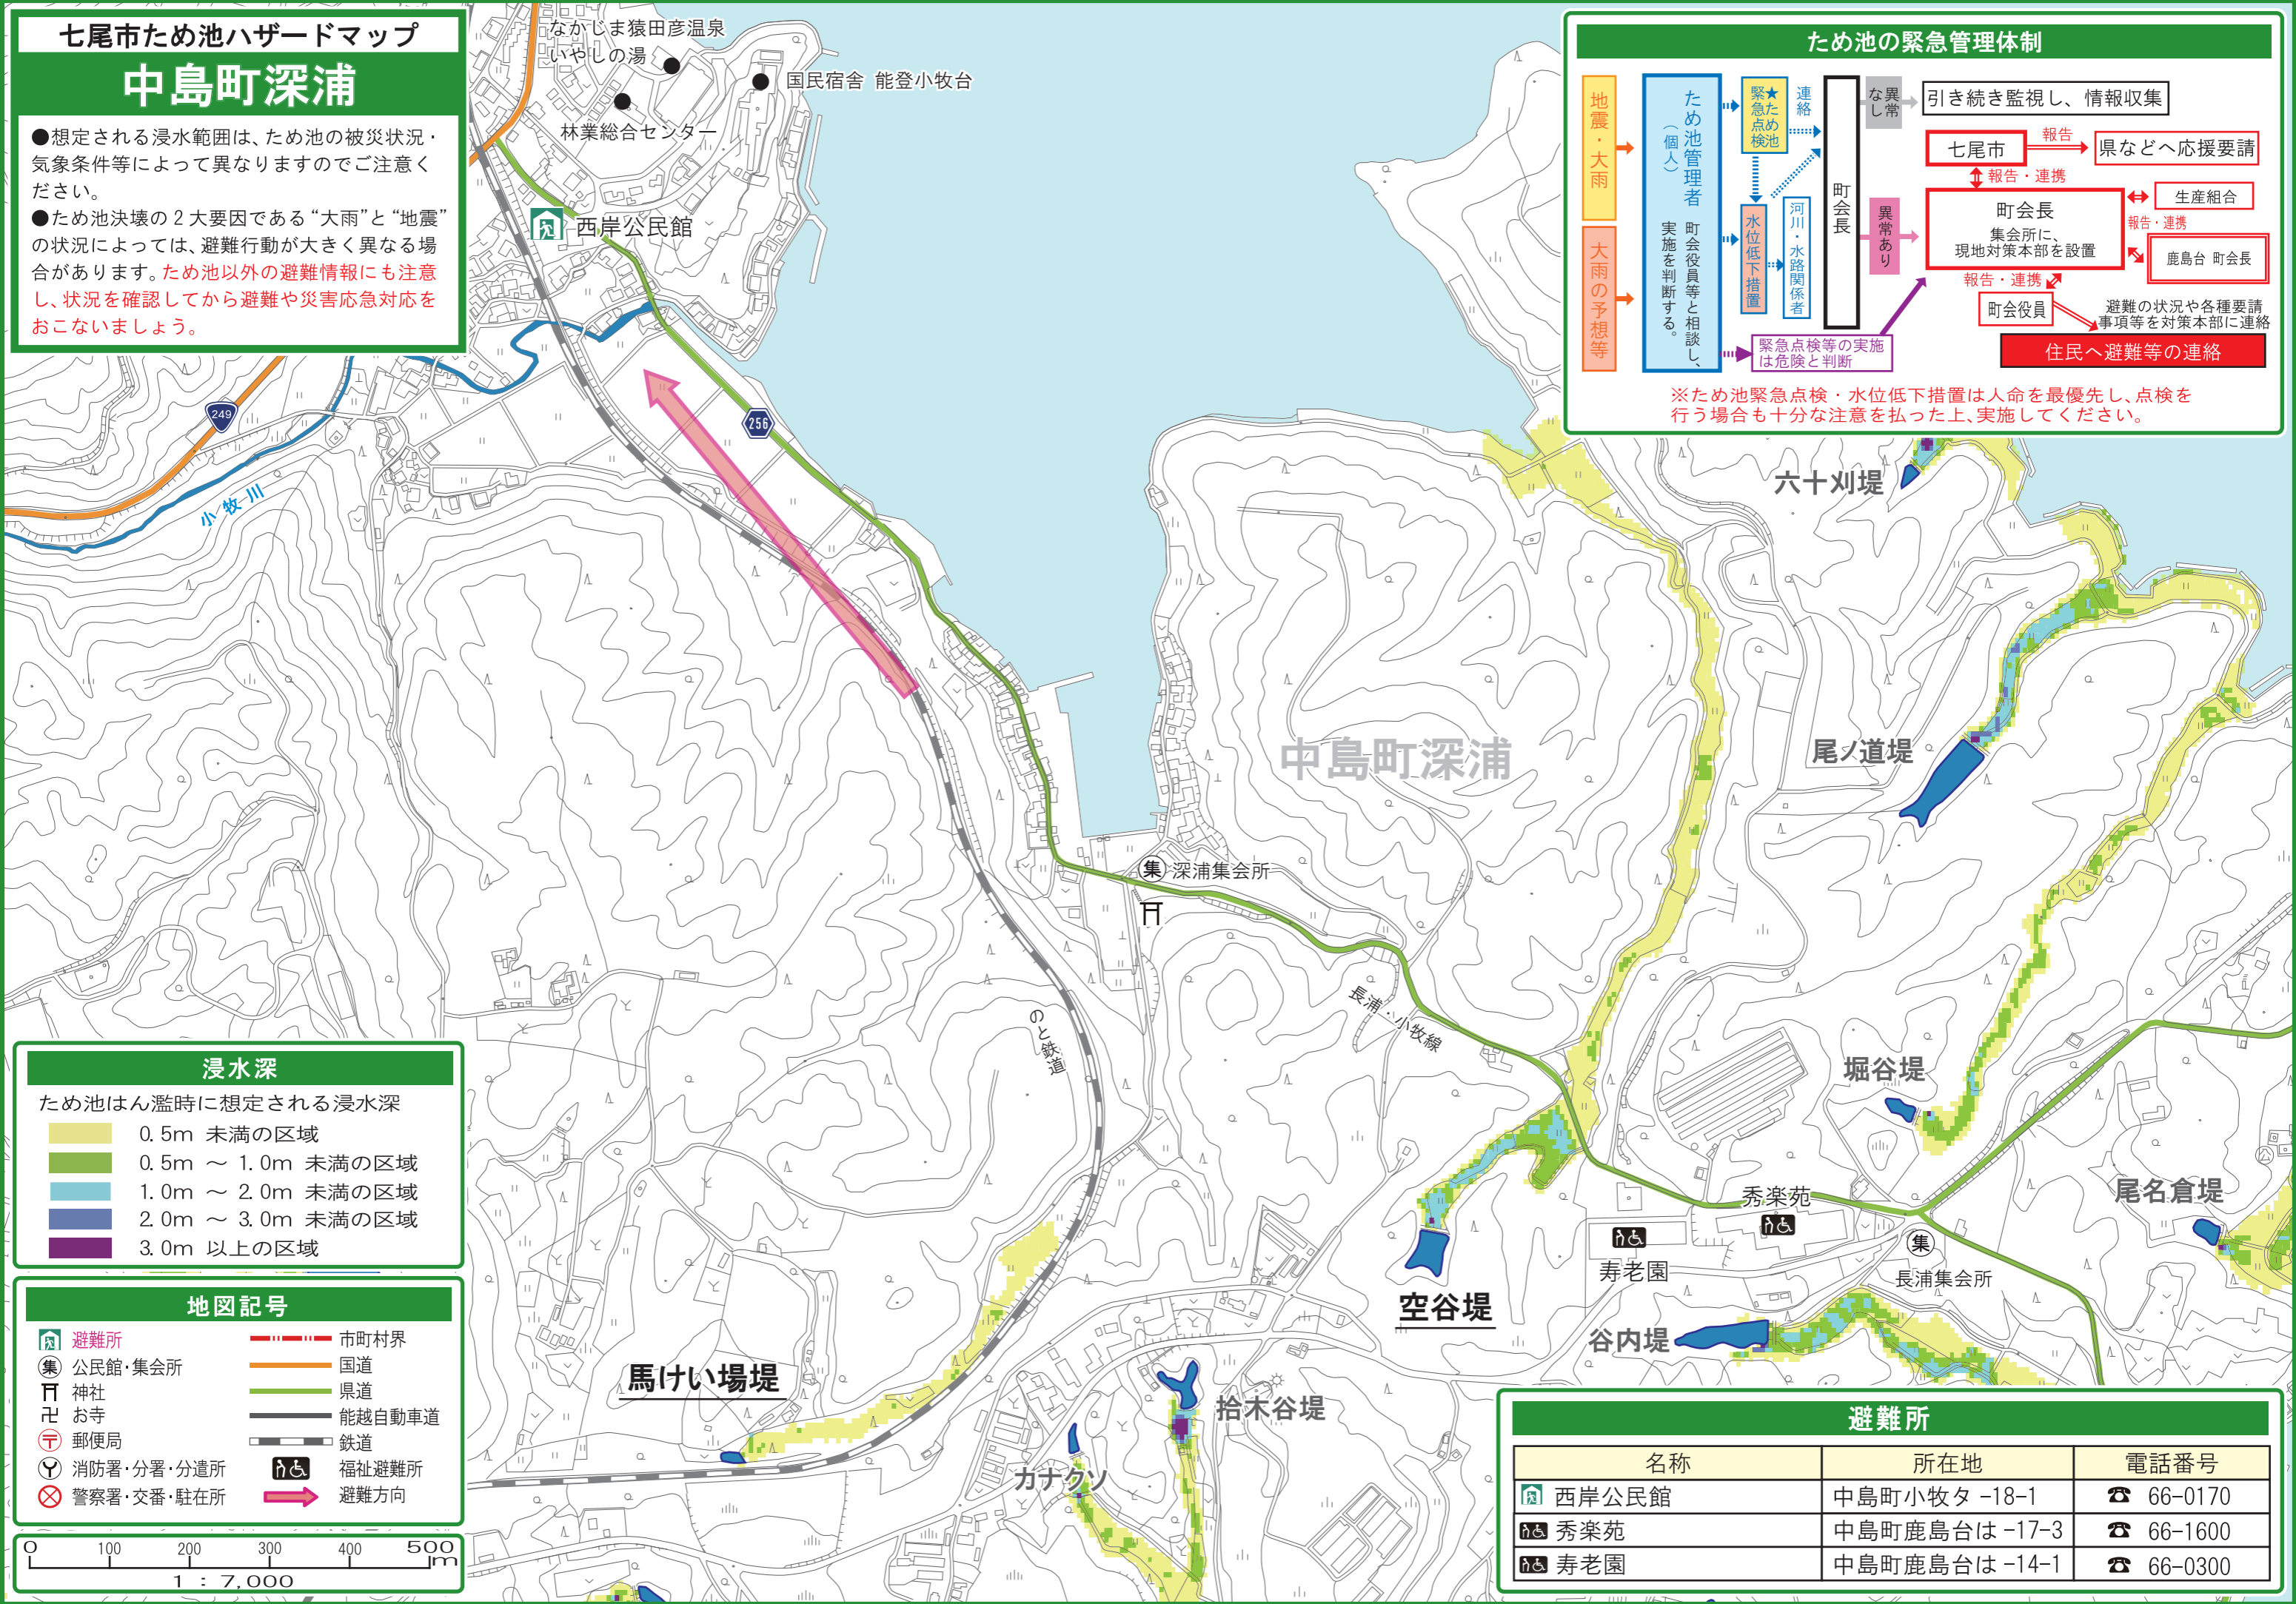 七尾市ため池ハザードマップ
中島町深浦
●想定される浸水範囲は、ため池の被災状況・
気象条件等によって異なりますのでご注意く
ださい。
●ため池決壊の2大要因である“大雨”と“地震”
の状況によっては、避難行動が大きく異なる場
合があります。ため池以外の避難情報にも注意
し、状況を確認してから避難や災害応急対応を
おこないましょう。
なかじま猿田彦温泉
いやしの湯
国民宿舎 能登小牧台
林業総合センター
西岸公民館
249
256
小牧川
ため池の緊急管理体制
地震・大雨
大雨の予想等
ため池管理者
（個人）
町会役員等と相談し、
実施を判断する。
★ため池
緊急点検
連絡
水位低下措置
河川・水路関係者
緊急点検等の実施
は危険と判断
町会長
異常
なし
引き続き監視し、情報収集
異常あり
七尾市
報告
県などへ応援要請
報告・連携
町会長
集会所に、
現地対策本部を設置
生産組合
報告・連携
鹿島台 町会長
報告・連携
町会役員
避難の状況や各種要請
事項等を対策本部に連絡
住民へ避難等の連絡
※ため池緊急点検・水位低下措置は人命を最優先し、点検を
行う場合も十分な注意を払った上、実施してください。
六十刈堤
尾ノ道堤
中島町深浦
集 深浦集会所
長浦・小牧線
のと鉄道
堀谷堤
尾名倉堤
秀楽苑
寿老園
集
長浦集会所
空谷堤
谷内堤
馬けい場堤
拾木谷堤
カナクソ
浸水深
ため池はん濫時に想定される浸水深
0.5m 未満の区域
0.5m ～ 1.0m 未満の区域
1.0m ～ 2.0m 未満の区域
2.0m ～ 3.0m 未満の区域
3.0m 以上の区域
地図記号
避難所
集 公民館・集会所
神社
お寺
郵便局
消防署・分署・分遣所
警察署・交番・駐在所
市町村界
国道
県道
能越自動車道
鉄道
福祉避難所
避難方向
0 100 200 300 400 500
m
1 : 7,000
避難所
名称 所在地 電話番号
西岸公民館 中島町小牧タ-18-1 ☎ 66-0170
秀楽苑 中島町鹿島台は-17-3 ☎ 66-1600
寿老園 中島町鹿島台は-14-1 ☎ 66-0300